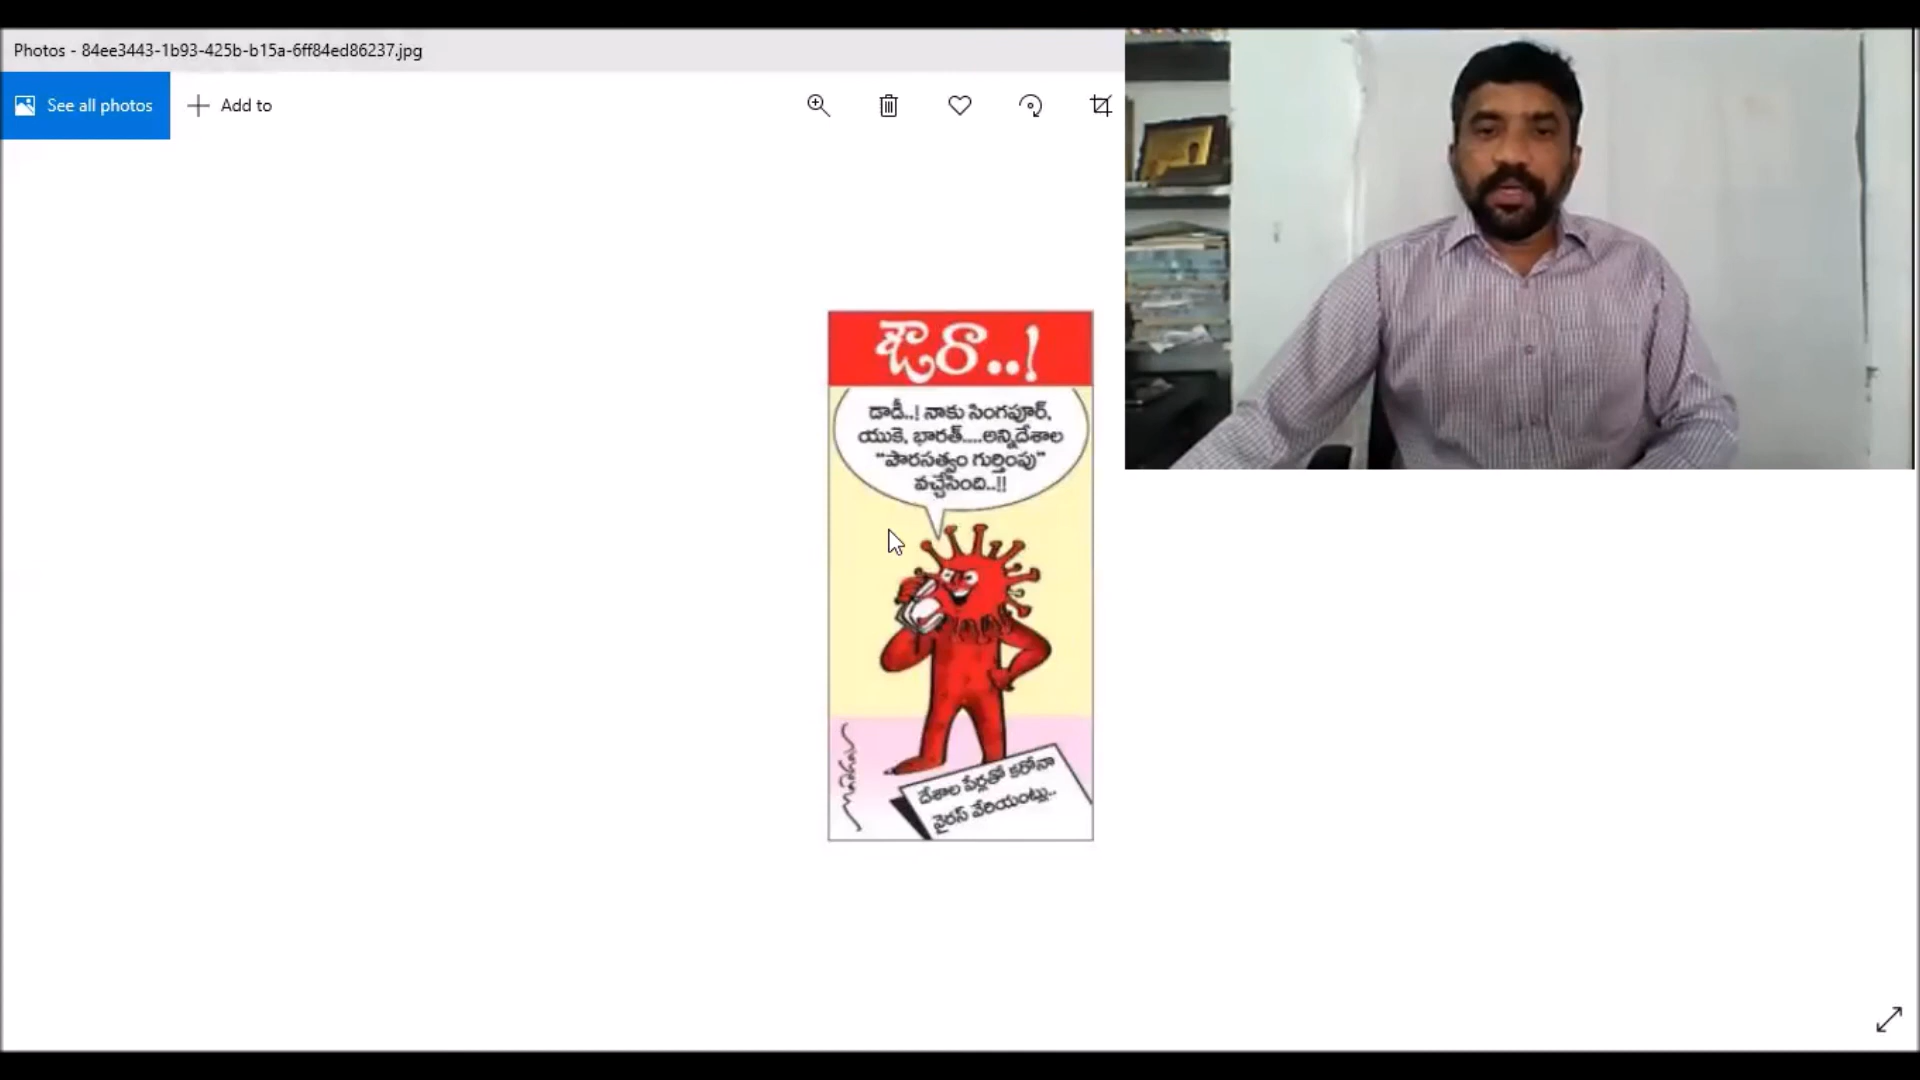 Photos - 84ee3443-1b93-425b-b15a-6ff84ed86237.jpg
See all photos
Add to
ఔరా..!
డాడీ..! నాకు సింగపూర్,
యుకె, భారత్....అన్నిదేశాల
"పౌరసత్వం గుర్తింపు"
వచ్చేసింది..!!
దేశాల పేర్లతో కరోనా
వైరస్ వేరియంట్లు..